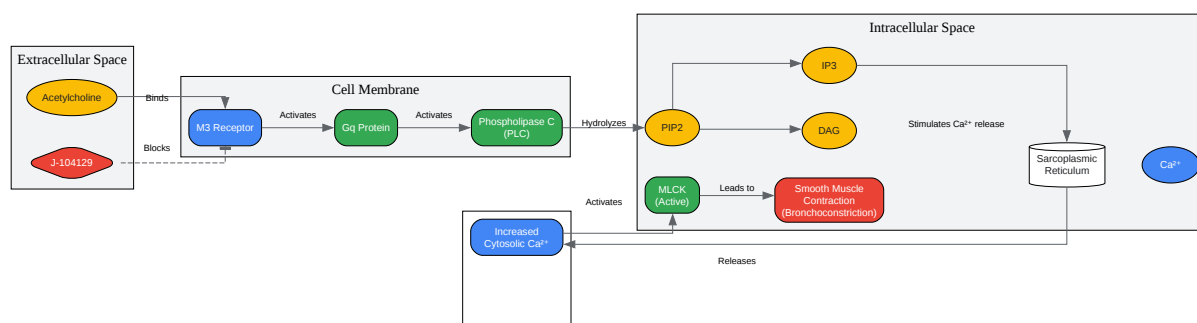 Extracellular Space
Acetylcholine
Binds
J-104129
Blocks
Cell Membrane
M3 Receptor
Activates
Gq Protein
Activates
Phospholipase C
(PLC)
Hydrolyzes
Intracellular Space
PIP2
IP3
DAG
Stimulates Ca²⁺ release
Sarcoplasmic
Reticulum
Ca²⁺
MLCK
(Active)
Leads to
Smooth Muscle
Contraction
(Bronchoconstriction)
Activates
Increased
Cytosolic Ca²⁺
Releases